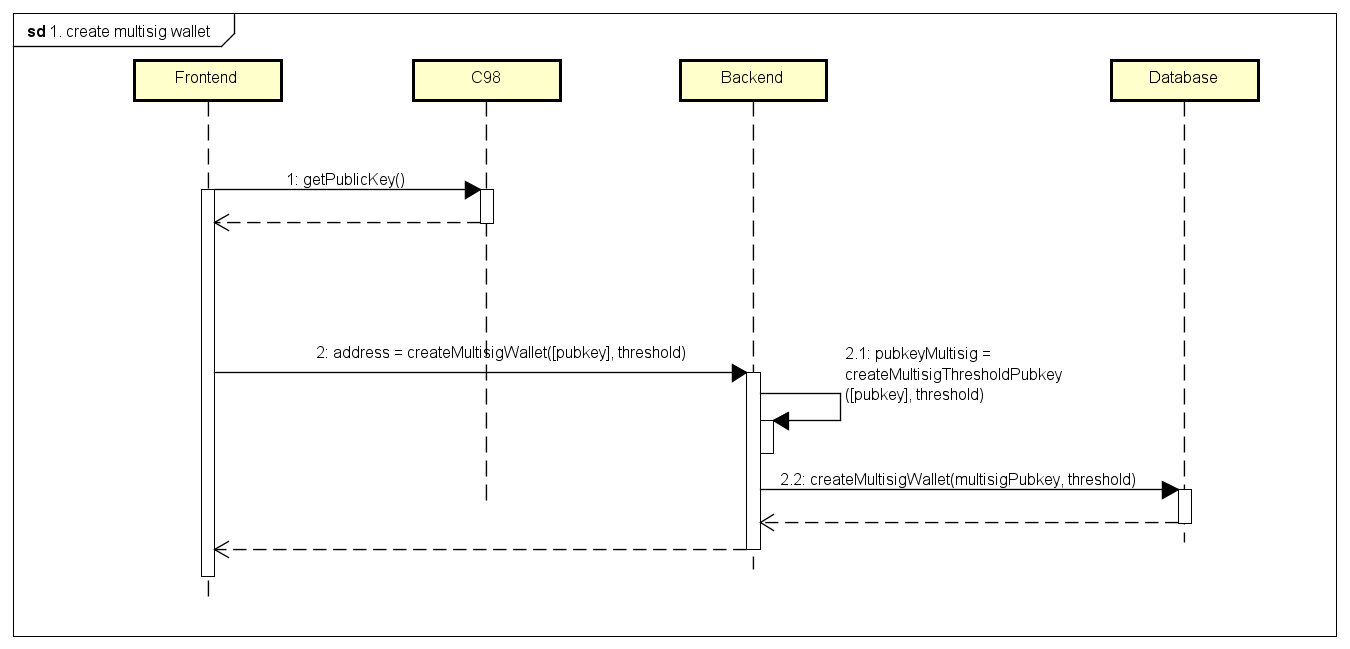 sd 1. create multisig wallet
Frontend
C98
Backend
Database
1: getPublicKey()
2: address = createMultisigWallet([pubkey], threshold)
2.1: pubkeyMultisig =
createMultisigThresholdPubkey
([pubkey], threshold)
2.2: createMultisigWallet(multisigPubkey, threshold)